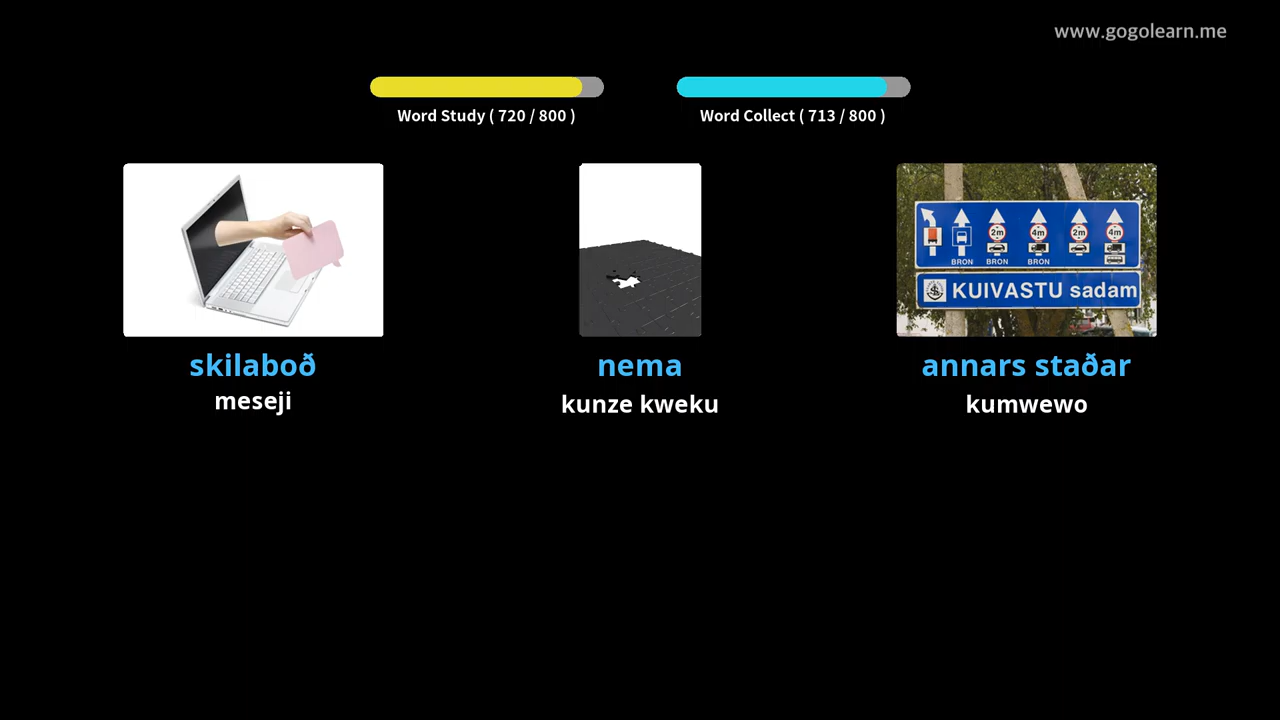 www.gogolearn.me
Word Study ( 720 / 800 )
Word Collect ( 713 / 800 )
2m 4m 2m 4m
BRON BRON BRON
KUIVASTU sadam
skilaboð
meseji
nema
kunze kweku
annars staðar
kumwewo